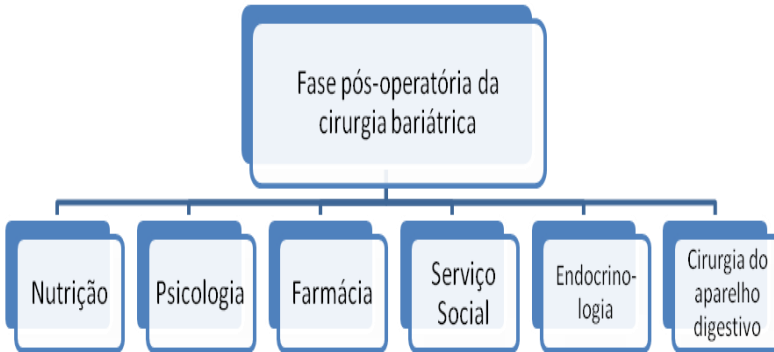 Fase pós-operatória da
cirurgia bariátrica
Nutrição
Psicologia
Farmácia
Serviço
Social
Endocrino-
logia
Cirurgia do
aparelho
digestivo